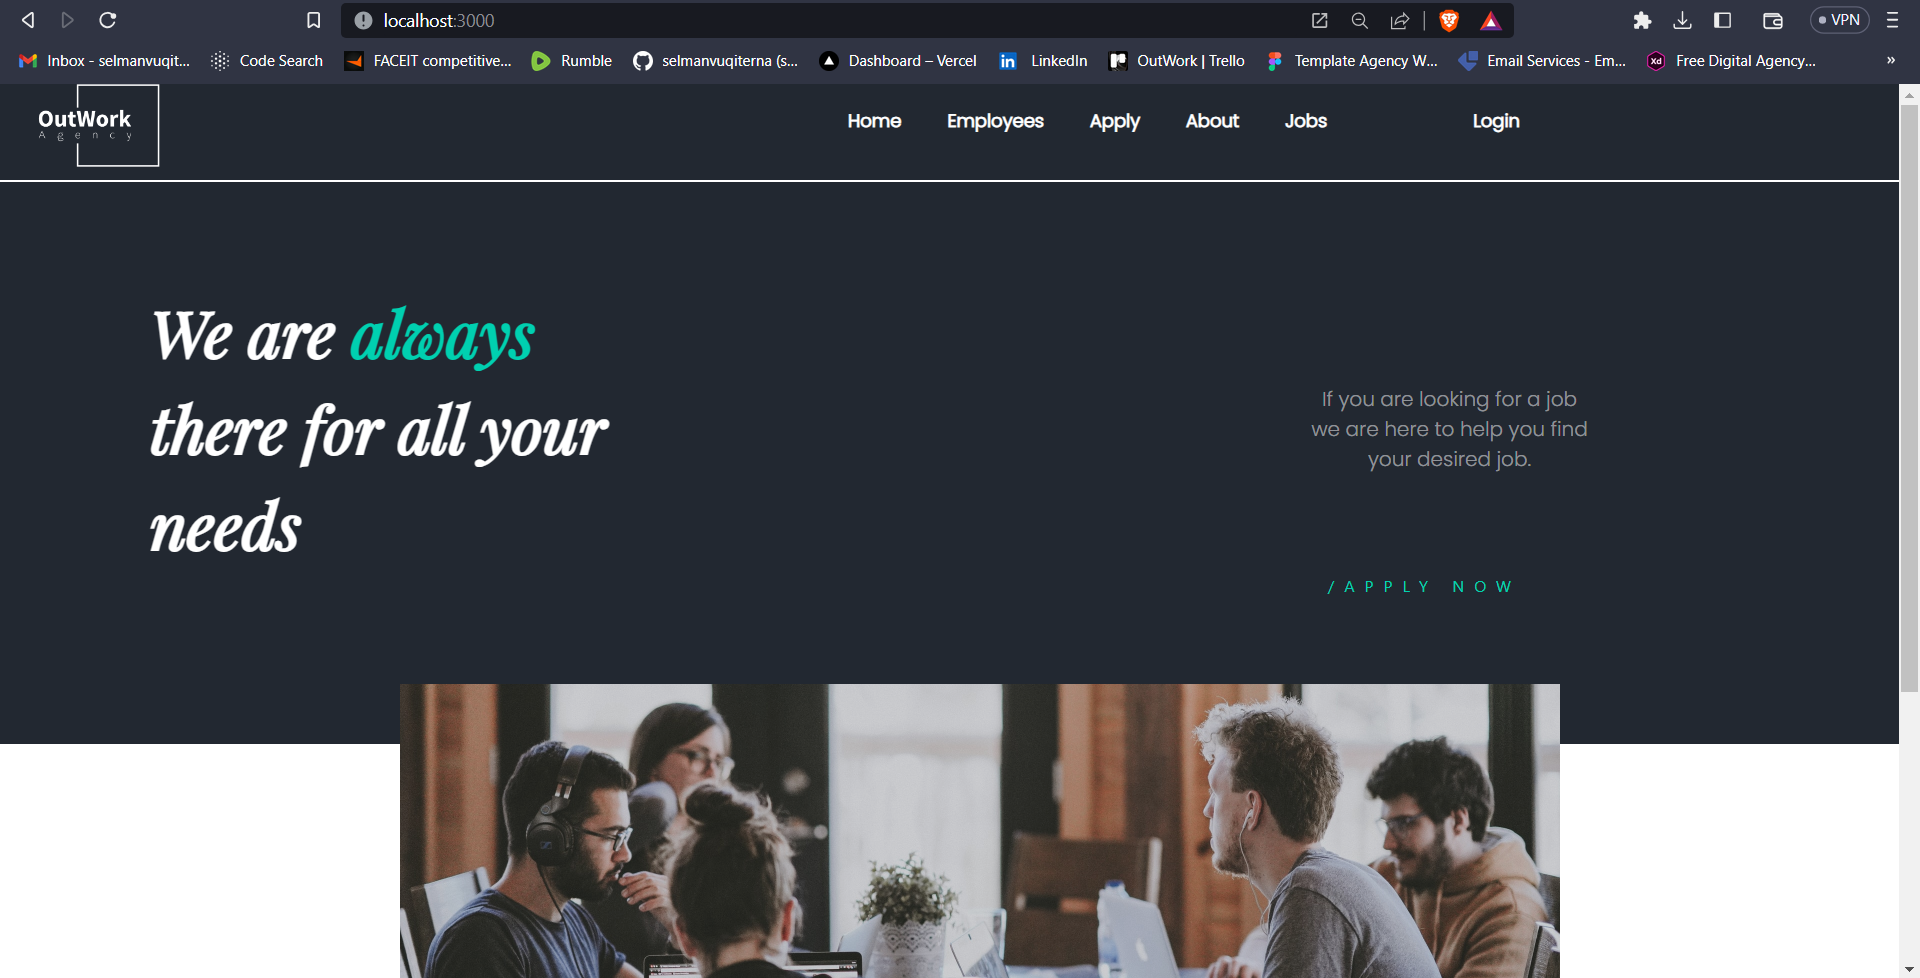 localhost:3000
VPN
Inbox - selmanvuqit...
Code Search
FACEIT competitive...
Rumble
selmanvuqiterna (s...
Dashboard – Vercel
LinkedIn
OutWork | Trello
Template Agency W...
Email Services - Em...
Xd
Free Digital Agency...
»
OutWork
Agency
Home
Employees
Apply
About
Jobs
Login
We are always
there for all your
needs
If you are looking for a job
we are here to help you find
your desired job.
/APPLY NOW